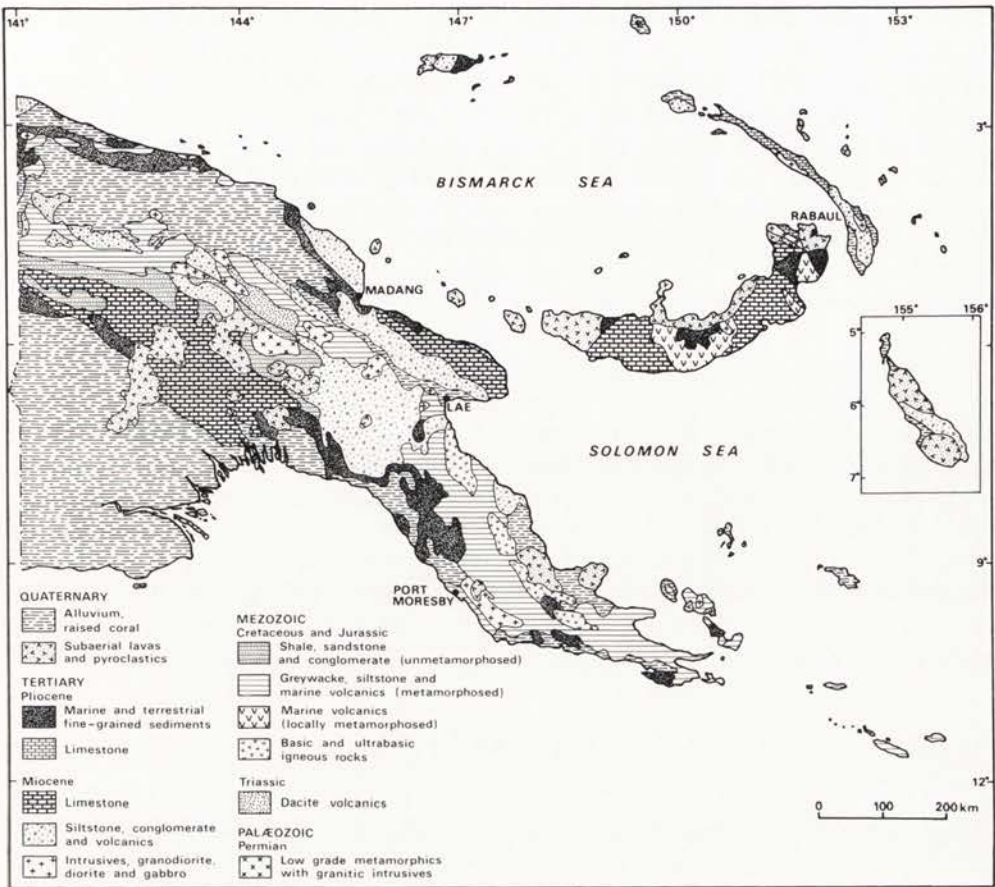 141°
144°
147°
150°
153°
3°
BISMARCK SEA
RABAUL
MADANG
155° 156°
5°
6°
7°
LAE
SOLOMON SEA
9°
PORT
MORESBY
12°
QUATERNARY
Alluvium,
raised coral
Subaerial lavas
and pyroclastics
TERTIARY
Pliocene
Marine and terrestrial
fine-grained sediments
Limestone
Miocene
Limestone
Siltstone, conglomerate
and volcanics
Intrusives, granodiorite,
diorite and gabbro
MEZOZOIC
Cretaceous and Jurassic
Shale, sandstone
and conglomerate (unmetamorphosed)
Greywacke, siltstone and
marine volcanics (metamorphosed)
Marine volcanics
(locally metamorphosed)
Basic and ultrabasic
igneous rocks
Triassic
Dacite volcanics
PALÆOZOIC
Permian
Low grade metamorphics
with granitic intrusives
0 100 200 km